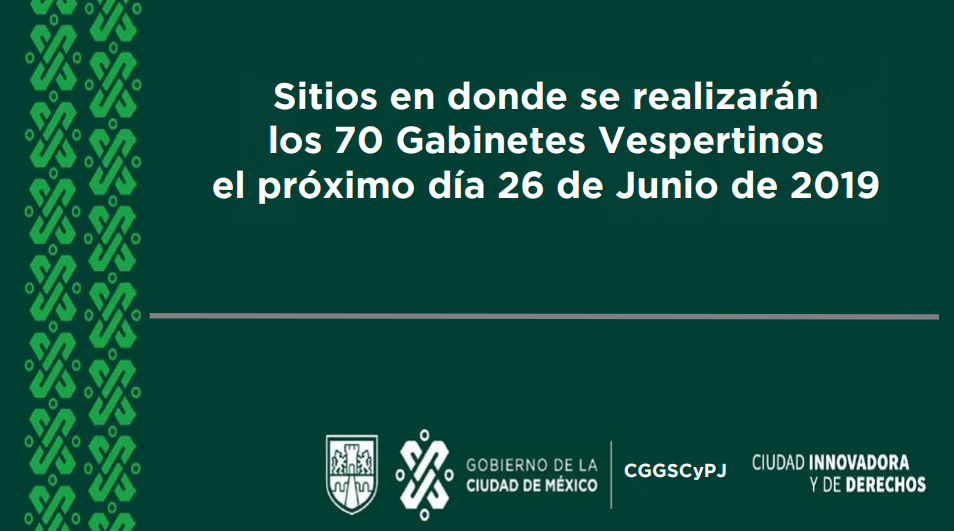 Sitios en donde se realizarán
los 70 Gabinetes Vespertinos
el próximo día 26 de Junio de 2019
GOBIERNO DE LA
CIUDAD DE MÉXICO
CGGSCyPJ
CIUDAD INNOVADORA
Y DE DERECHOS